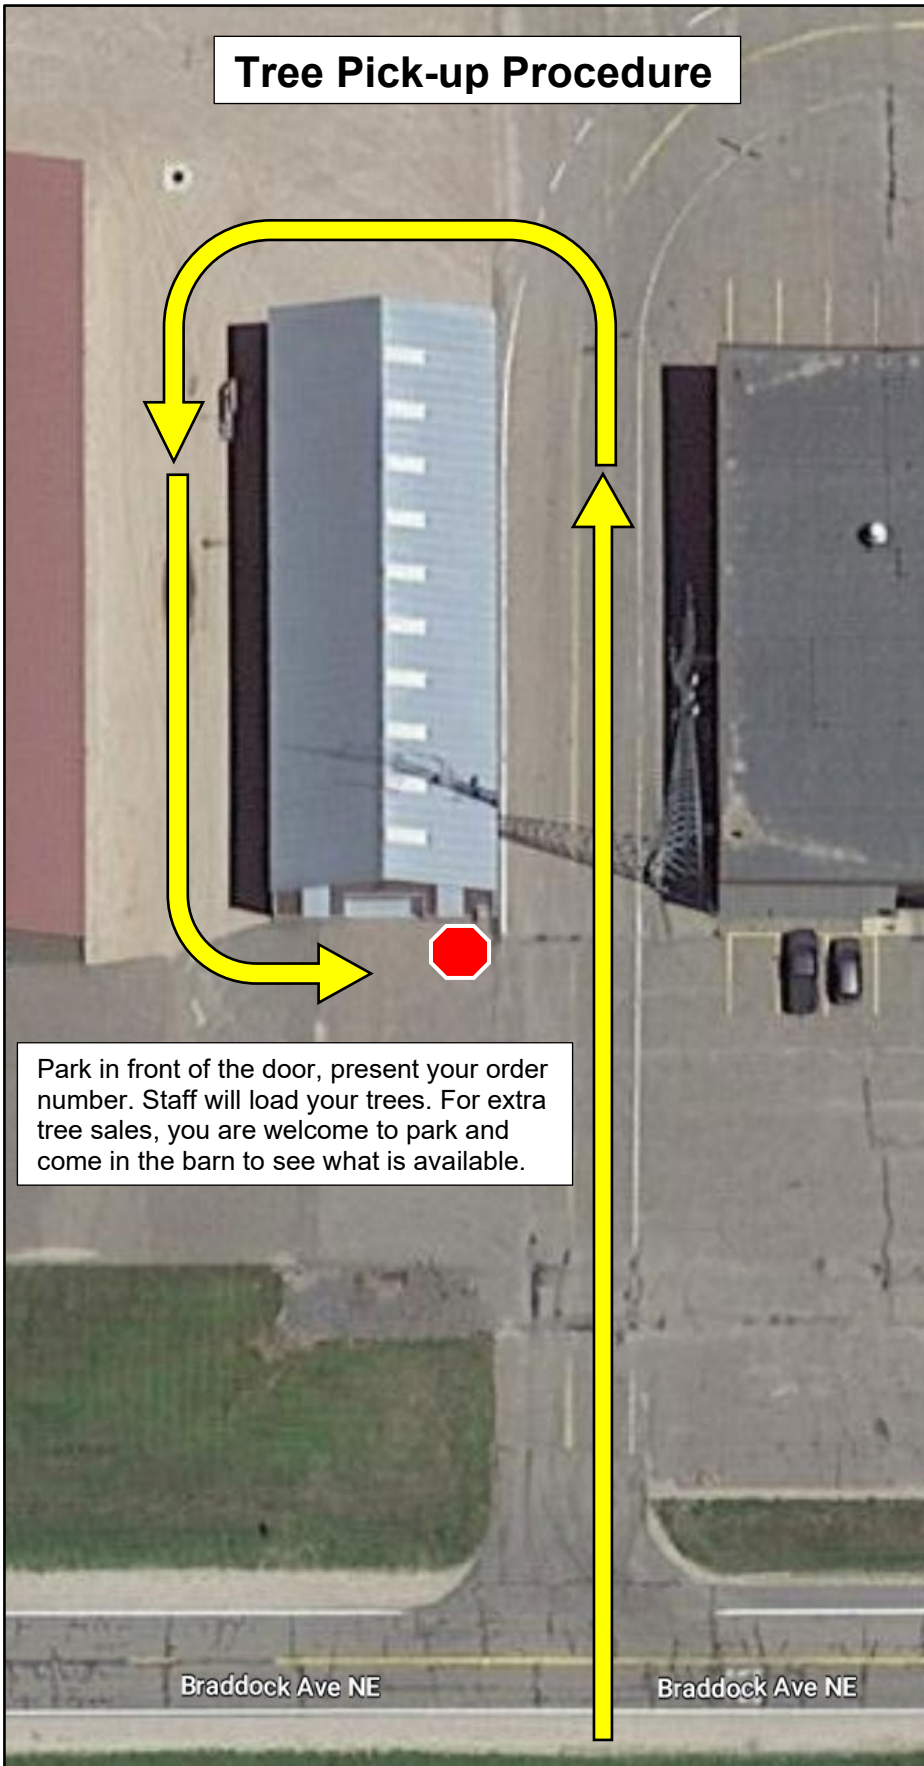 Tree Pick-up Procedure
Park in front of the door, present your order
number. Staff will load your trees. For extra
tree sales, you are welcome to park and
come in the barn to see what is available.
Braddock Ave NE
Braddock Ave NE